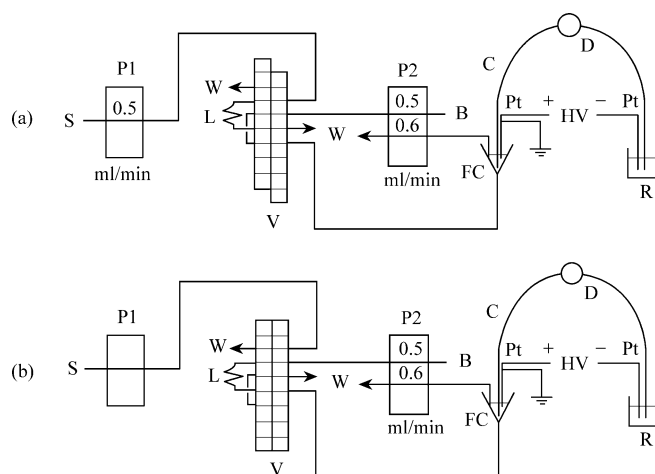 (a)
S
P1
0.5
ml/min
W
L
V
W
P2
0.5
0.6
ml/min
B
FC
C
D
Pt + HV − Pt
R
(b)
S
P1
W
L
V
W
P2
0.5
0.6
ml/min
B
FC
C
D
Pt + HV − Pt
R